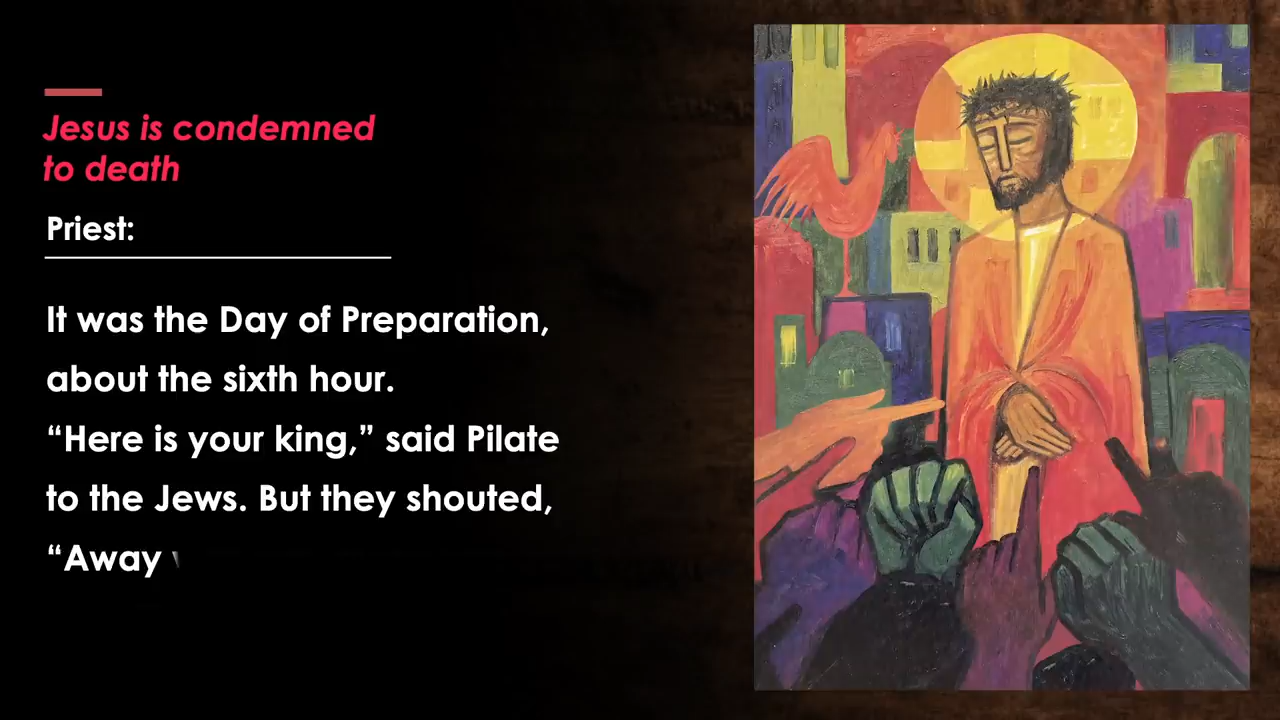 Jesus is condemned
to death
Priest:
It was the Day of Preparation,
about the sixth hour.
“Here is your king,” said Pilate
to the Jews. But they shouted,
“Away